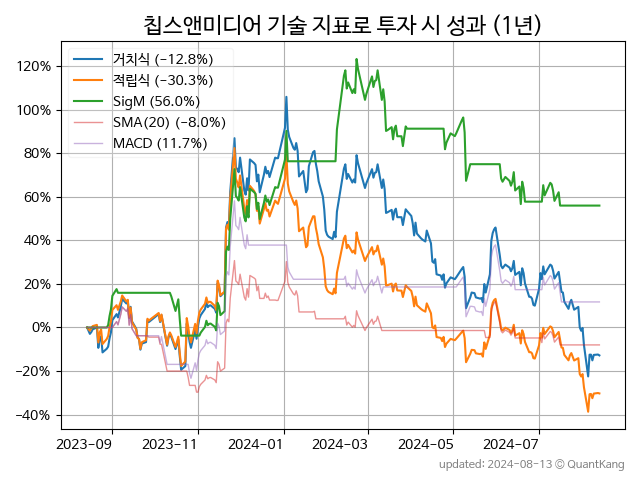 칩스앤미디어 기술 지표로 투자 시 성과 (1년)
거치식 (−12.8%)
적립식 (−30.3%)
SigM (56.0%)
SMA(20) (−8.0%)
MACD (11.7%)
120%
100%
80%
60%
40%
20%
0%
−20%
−40%
2023-09 2023-11 2024-01 2024-03 2024-05 2024-07
updated: 2024-08-13 ⓒ QuantKang